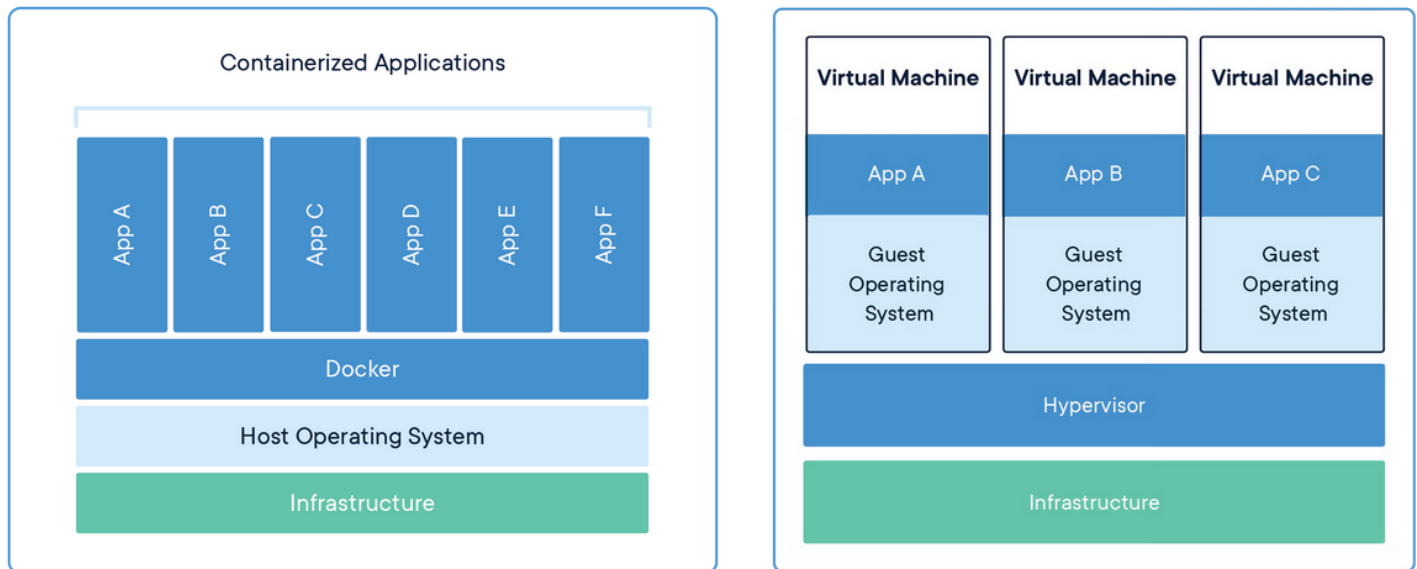 Containerized Applications
App A
App B
App C
App D
App E
App F
Docker
Host Operating System
Infrastructure
Virtual Machine
App A
Guest
Operating
System
Virtual Machine
App B
Guest
Operating
System
Virtual Machine
App C
Guest
Operating
System
Hypervisor
Infrastructure